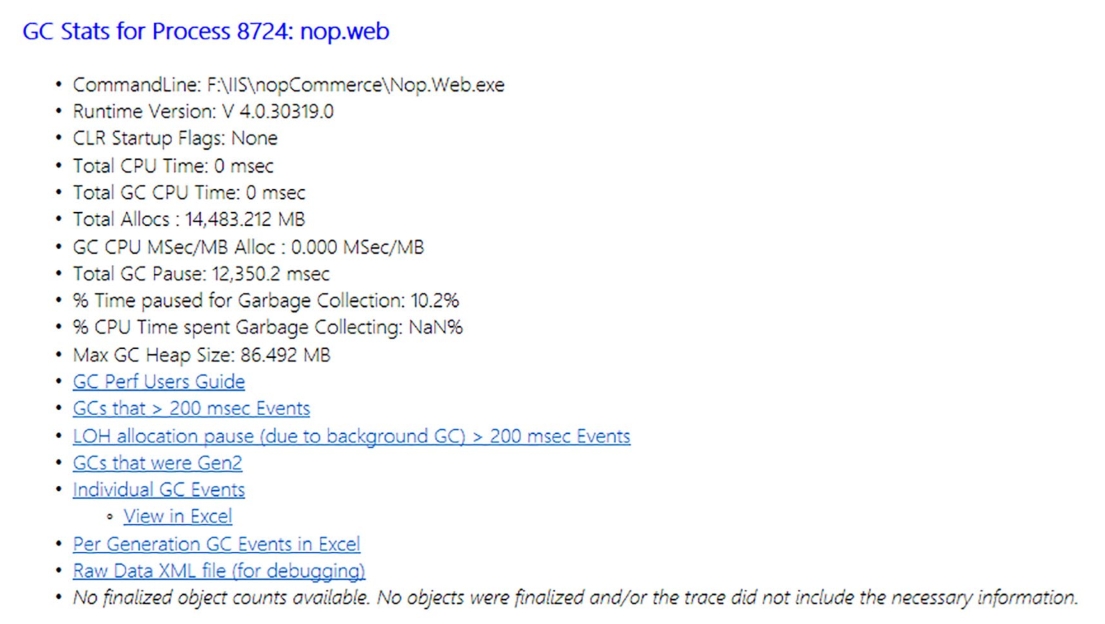 GC Stats for Process 8724: nop.web
• CommandLine: F:\IIS\nopCommerce\Nop.Web.exe
• Runtime Version: V 4.0.30319.0
• CLR Startup Flags: None
• Total CPU Time: 0 msec
• Total GC CPU Time: 0 msec
• Total Allocs : 14,483.212 MB
• GC CPU MSec/MB Alloc : 0.000 MSec/MB
• Total GC Pause: 12,350.2 msec
• % Time paused for Garbage Collection: 10.2%
• % CPU Time spent Garbage Collecting: NaN%
• Max GC Heap Size: 86.492 MB
• GC Perf Users Guide
• GCs that > 200 msec Events
• LOH allocation pause (due to background GC) > 200 msec Events
• GCs that were Gen2
• Individual GC Events
◦ View in Excel
• Per Generation GC Events in Excel
• Raw Data XML file (for debugging)
• No finalized object counts available. No objects were finalized and/or the trace did not include the necessary information.